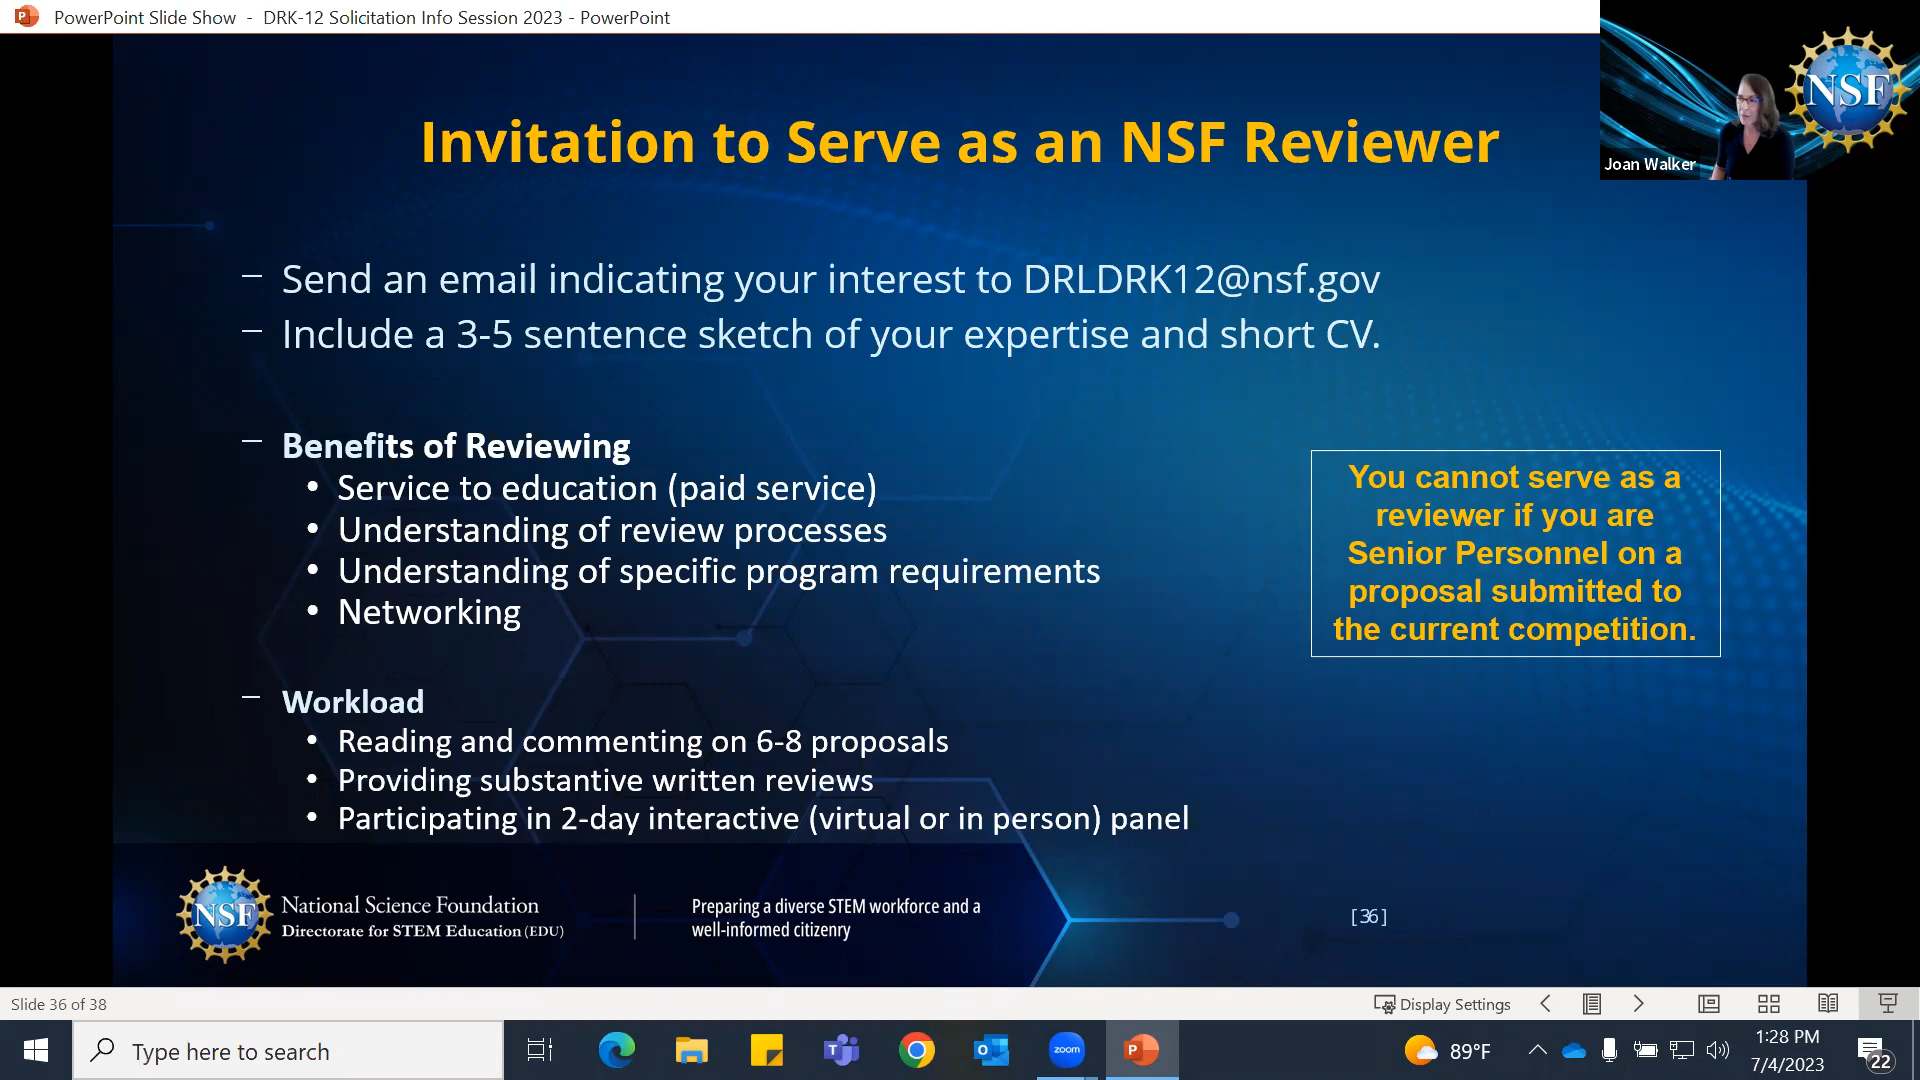 PowerPoint Slide Show - DRK-12 Solicitation Info Session 2023 - PowerPoint
NSF
Joan Walker
Invitation to Serve as an NSF Reviewer
– Send an email indicating your interest to DRLDRK12@nsf.gov
– Include a 3-5 sentence sketch of your expertise and short CV.
– Benefits of Reviewing
• Service to education (paid service)
• Understanding of review processes
• Understanding of specific program requirements
• Networking
You cannot serve as a
reviewer if you are
Senior Personnel on a
proposal submitted to
the current competition.
– Workload
• Reading and commenting on 6-8 proposals
• Providing substantive written reviews
• Participating in 2-day interactive (virtual or in person) panel
NSF
National Science Foundation
Directorate for STEM Education (EDU)
Preparing a diverse STEM workforce and a
well-informed citizenry
[36]
Slide 36 of 38
Display Settings
Type here to search
zoom
89°F
1:28 PM
7/4/2023
22